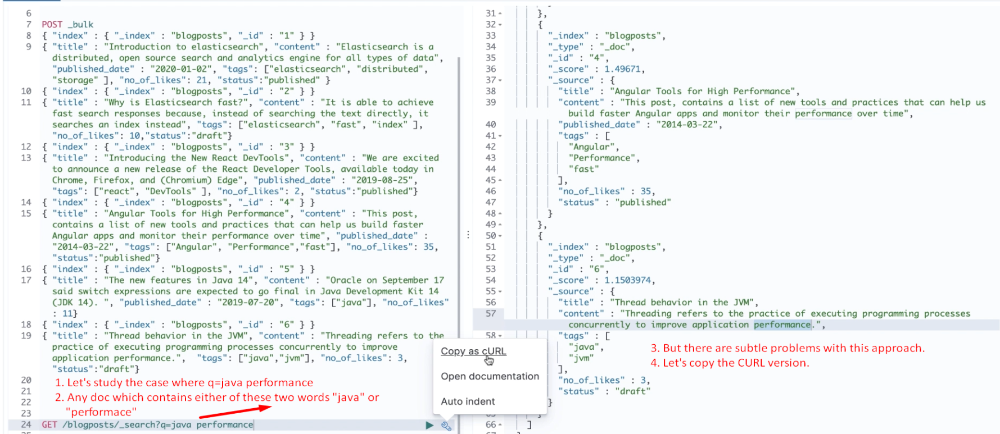 6
7 POST _bulk
8 { "index" : { "_index" : "blogposts", "_id" : "1" } }
9 { "title" : "Introduction to elasticsearch", "content" : "Elasticsearch is a
distributed, open source search and analytics engine for all types of data",
"published_date" : "2020-01-02", "tags": ["elasticsearch", "distributed",
"storage" ], "no_of_likes": 21, "status":"published" }
10 { "index" : { "_index" : "blogposts", "_id" : "2" } }
11 { "title" : "Why is Elasticsearch fast?", "content" : "It is able to achieve
fast search responses because, instead of searching the text directly, it
searches an index instead", "tags": ["elasticsearch", "fast", "index" ],
"no_of_likes": 10,"status":"draft"}
12 { "index" : { "_index" : "blogposts", "_id" : "3" } }
13 { "title" : "Introducing the New React DevTools", "content" : "We are excited
to announce a new release of the React Developer Tools, available today in
Chrome, Firefox, and (Chromium) Edge", "published_date" : "2019-08-25",
"tags": ["react", "DevTools" ], "no_of_likes": 2, "status":"published"}
14 { "index" : { "_index" : "blogposts", "_id" : "4" } }
15 { "title" : "Angular Tools for High Performance", "content" : "This post,
contains a list of new tools and practices that can help us build faster
Angular apps and monitor their performance over time", "published_date" :
"2014-03-22", "tags": ["Angular", "Performance","fast"], "no_of_likes": 35,
"status":"published"}
16 { "index" : { "_index" : "blogposts", "_id" : "5" } }
17 { "title" : "The new features in Java 14", "content" : "Oracle on September 17
said switch expressions are expected to go final in Java Development Kit 14
(JDK 14). ", "published_date" : "2019-07-20", "tags": ["java"], "no_of_likes"
: 11}
18 { "index" : { "_index" : "blogposts", "_id" : "6" } }
19 { "title" : "Thread behavior in the JVM", "content" : "Threading refers to the
practice of executing programming processes concurrently to improve
application performance.", "tags": ["java","jvm"], "no_of_likes": 3,
"status":"draft"}
20
1. Let's study the case where q=java performance
21
2. Any doc which contains either of these two words "java" or
22
"performace"
23
24 GET /blogposts/_search?q=java performance
Copy as cURL
Open documentation
Auto indent
31 },
32 {
33 "_index" : "blogposts",
34 "_type" : "_doc",
35 "_id" : "4",
36 "_score" : 1.49671,
37 "_source" : {
38 "title" : "Angular Tools for High Performance",
39 "content" : "This post, contains a list of new tools and practices that can help us
build faster Angular apps and monitor their performance over time",
40 "published_date" : "2014-03-22",
41 "tags" : [
42 "Angular",
43 "Performance",
44 "fast"
45 ],
46 "no_of_likes" : 35,
47 "status" : "published"
48 }
49 },
50 {
51 "_index" : "blogposts",
52 "_type" : "_doc",
53 "_id" : "6",
54 "_score" : 1.1503974,
55 "_source" : {
56 "title" : "Thread behavior in the JVM",
57 "content" : "Threading refers to the practice of executing programming processes
concurrently to improve application performance.",
58 "tags" : [
"java",
"jvm"
],
"no_of_likes" : 3,
"status" : "draft"
}
}
66 ]
3. But there are subtle problems with this approach.
4. Let's copy the CURL version.